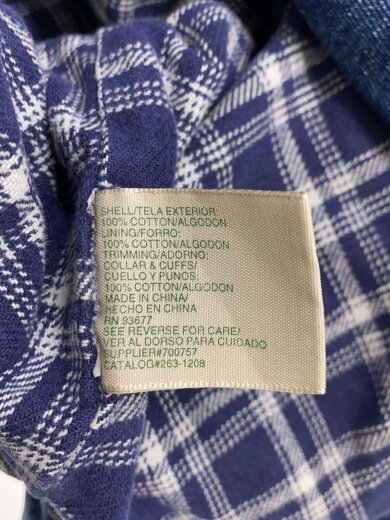 SHELL/TELA EXTERIOR:
100% COTTON/ALGODON
LINING/FORRO:
100% COTTON/ALGODON
TRIMMING/ADORNO:
COLLAR & CUFFS/
CUELLO Y PUNOS:
100% COTTON/ALGODON
MADE IN CHINA/
HECHO EN CHINA
RN 93677
SEE REVERSE FOR CARE/
VER AL DORSO PARA CUIDADO
SUPPLIER#700757
CATALOG#263-1208